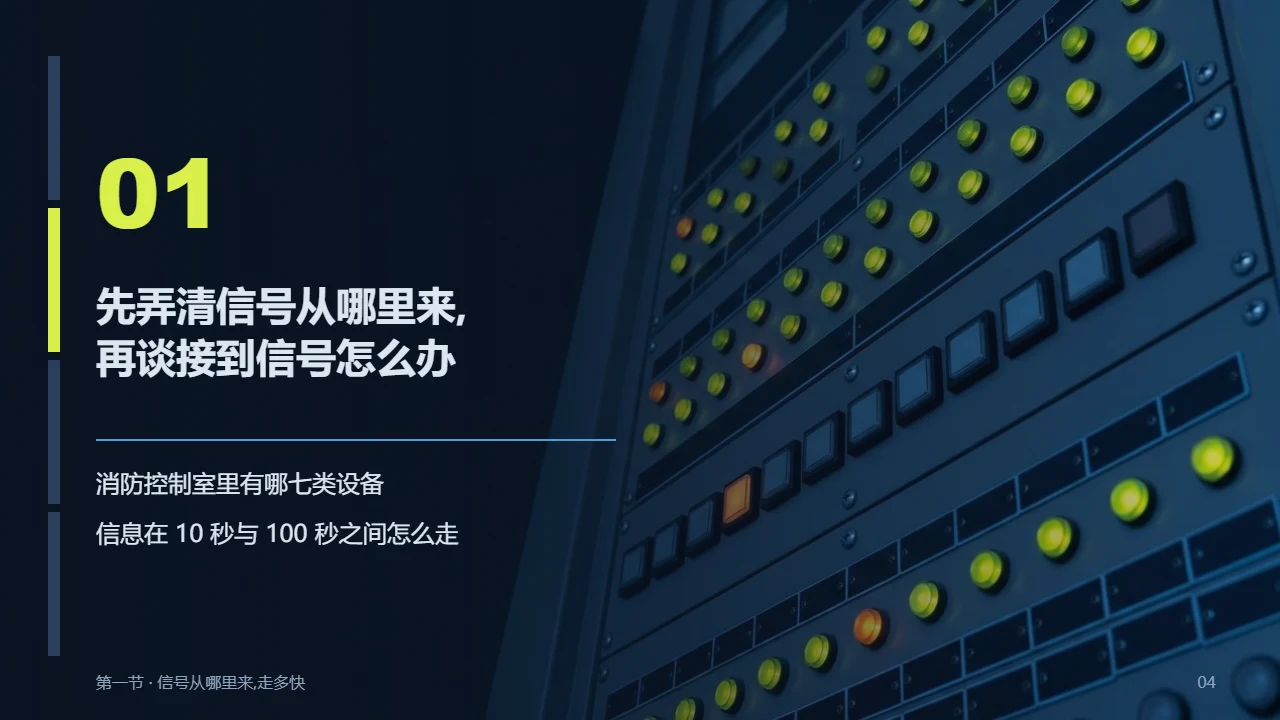 01
先弄清信号从哪里来,
再谈接到信号怎么办
消防控制室里有哪七类设备
信息在 10 秒与 100 秒之间怎么走
第一节 · 信号从哪里来,走多快
04